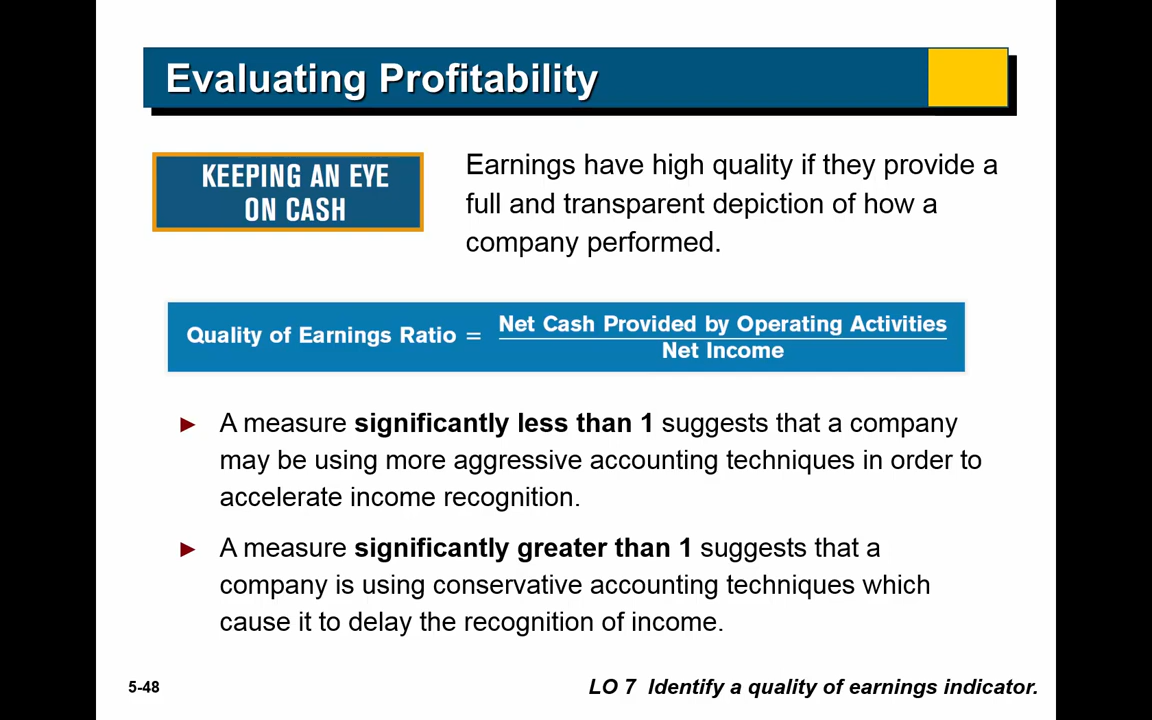 Evaluating Profitability
KEEPING AN EYE
ON CASH
Earnings have high quality if they provide a
full and transparent depiction of how a
company performed.
Quality of Earnings Ratio = Net Cash Provided by Operating Activities
Net Income
► A measure significantly less than 1 suggests that a company
may be using more aggressive accounting techniques in order to
accelerate income recognition.
► A measure significantly greater than 1 suggests that a
company is using conservative accounting techniques which
cause it to delay the recognition of income.
5-48
LO 7 Identify a quality of earnings indicator.